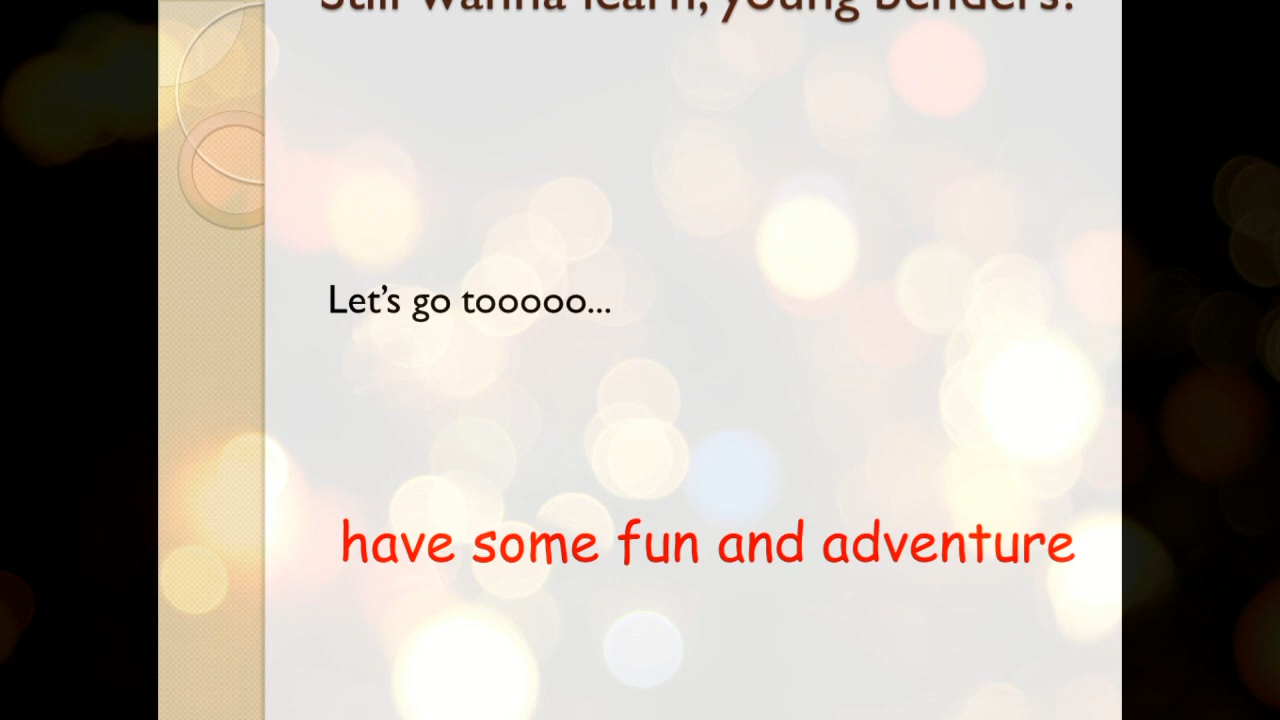 Still wanna learn, young benders?
Let's go tooooo...
have some fun and adventure